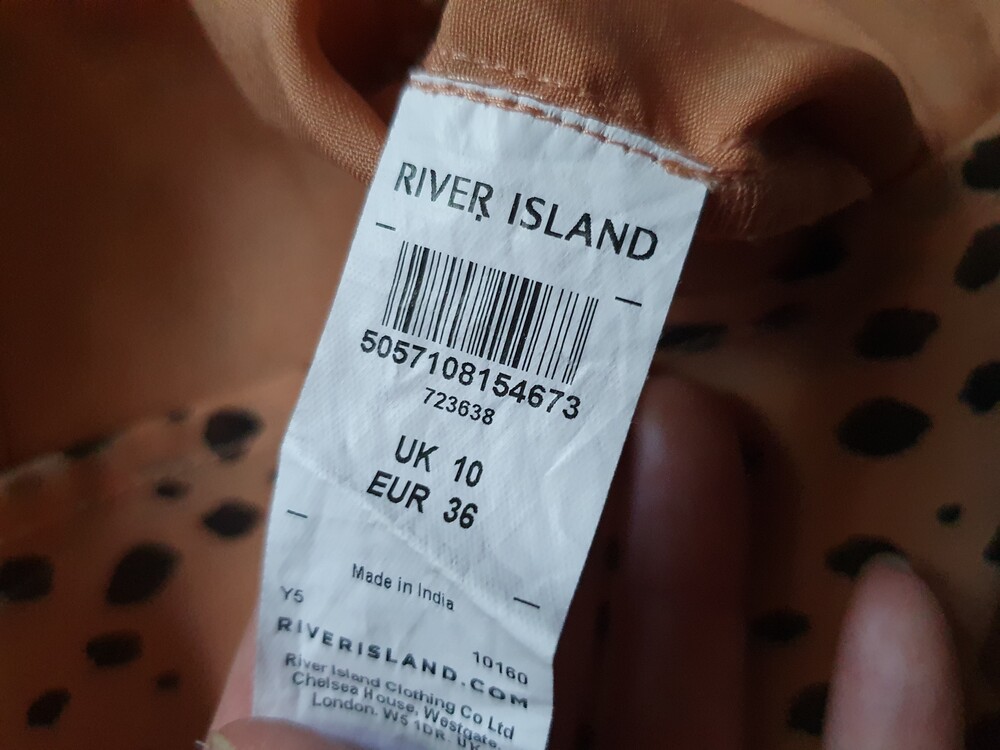 RIVER ISLAND
5057108154673
723638
UK 10
EUR 36
Made in India
Y5
10160
RIVERISLAND.COM
River Island Clothing Co Ltd
Chelsea House, Westgate,
London. W5 1DR. UK